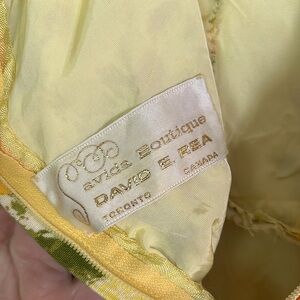 avida Boutique
DAVID E. REA
TORONTO CANADA